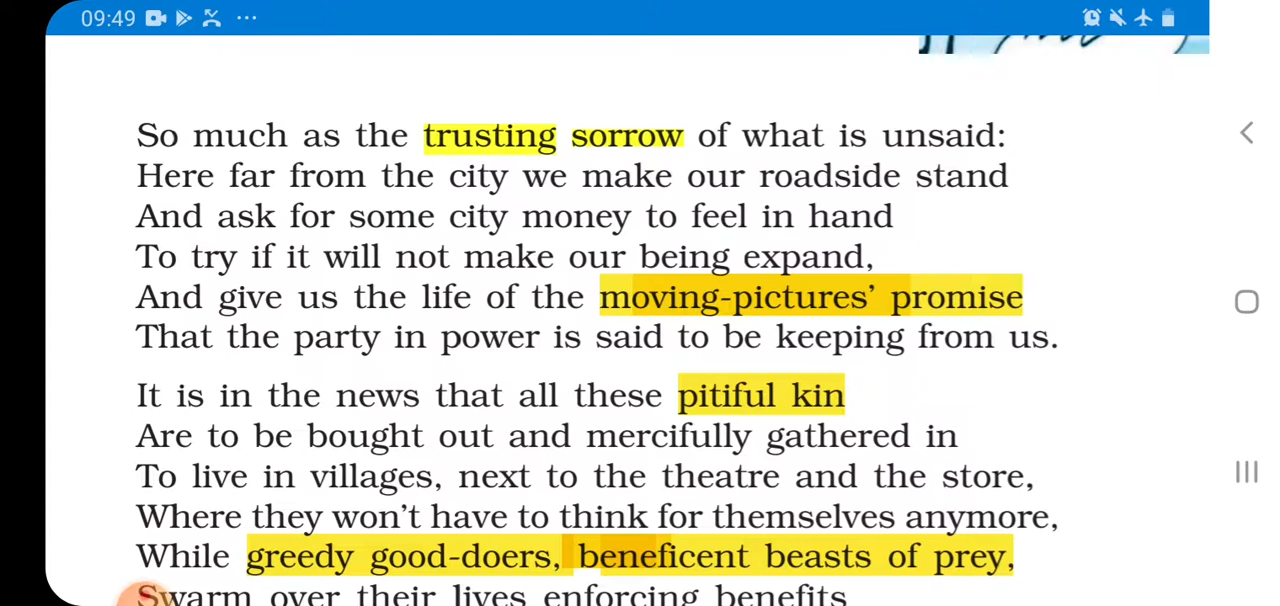 09:49
So much as the trusting sorrow of what is unsaid:
Here far from the city we make our roadside stand
And ask for some city money to feel in hand
To try if it will not make our being expand,
And give us the life of the moving-pictures’ promise
That the party in power is said to be keeping from us.
It is in the news that all these pitiful kin
Are to be bought out and mercifully gathered in
To live in villages, next to the theatre and the store,
Where they won’t have to think for themselves anymore,
While greedy good-doers, beneficent beasts of prey,
Swarm over their lives enforcing benefits